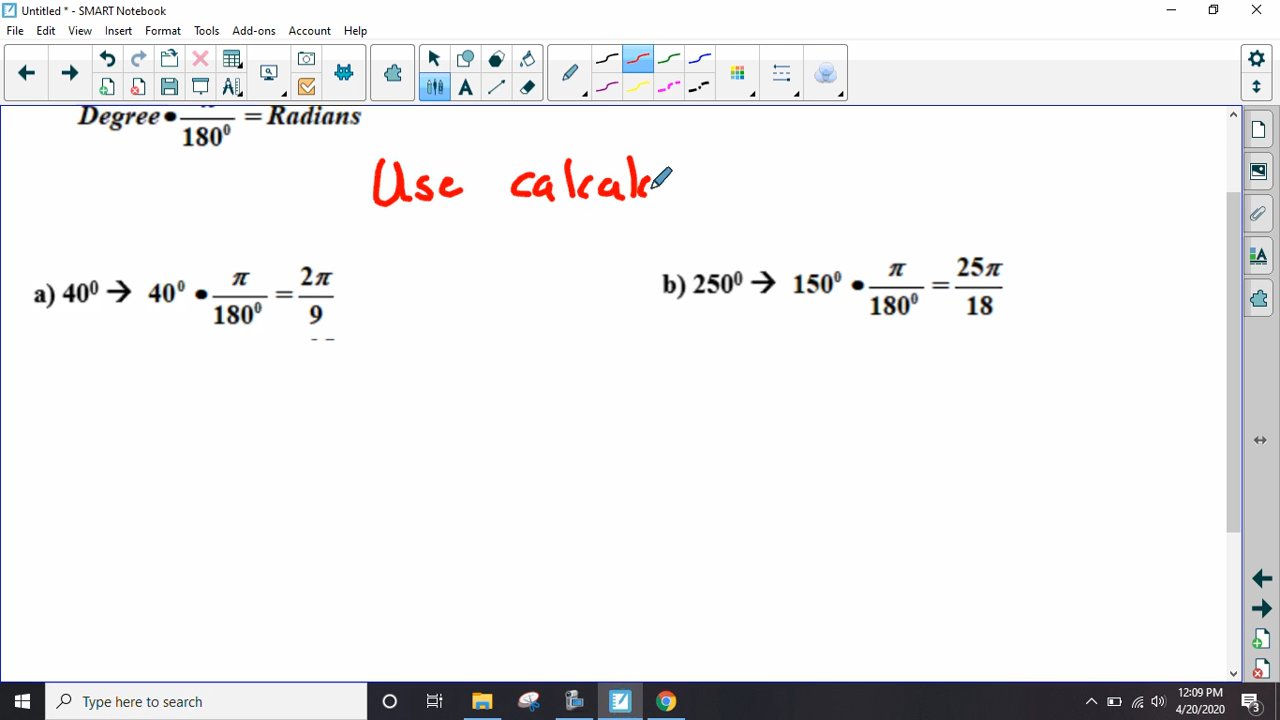 Untitled * - SMART Notebook
File Edit View Insert Format Tools Add-ons Account Help
Degree • π/180⁰ = Radians
Use calcak
a) 40⁰ → 40⁰ • π/180⁰ = 2π/9
b) 250⁰ → 150⁰ • π/180⁰ = 25π/18
Type here to search
12:09 PM
4/20/2020
3